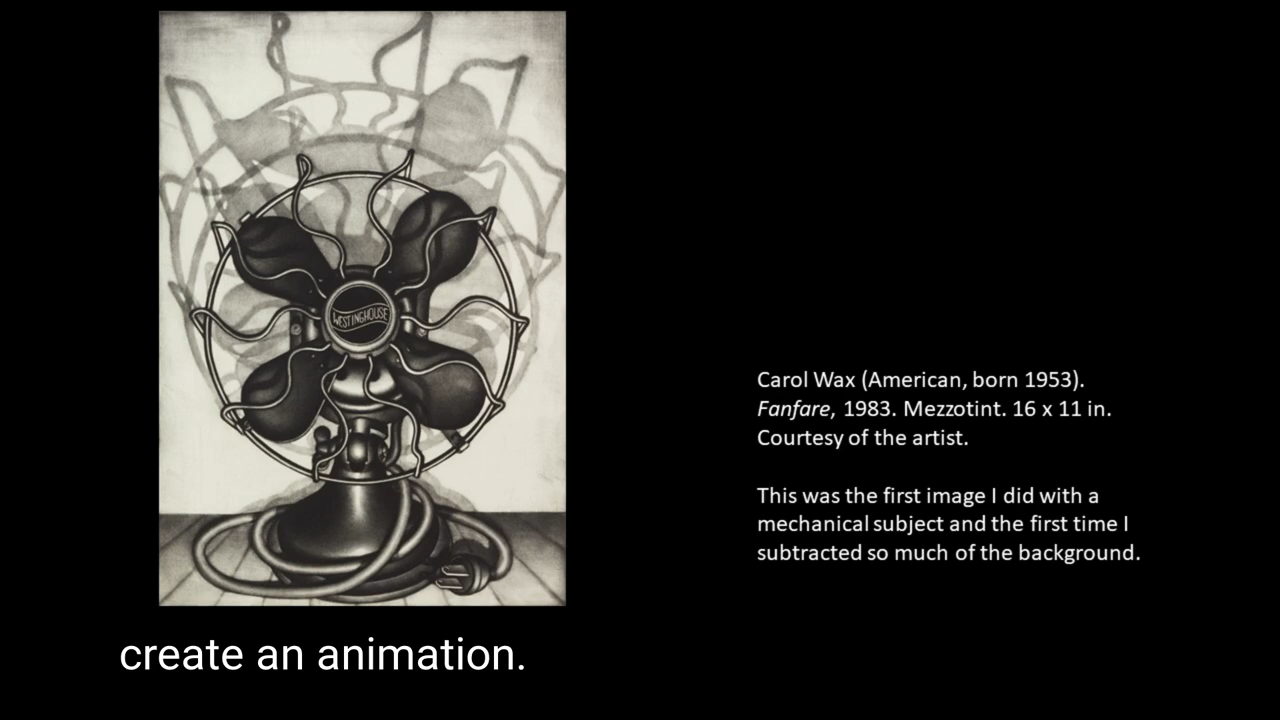 WESTINGHOUSE
Carol Wax (American, born 1953).
Fanfare, 1983. Mezzotint. 16 x 11 in.
Courtesy of the artist.
This was the first image I did with a
mechanical subject and the first time I
subtracted so much of the background.
create an animation.